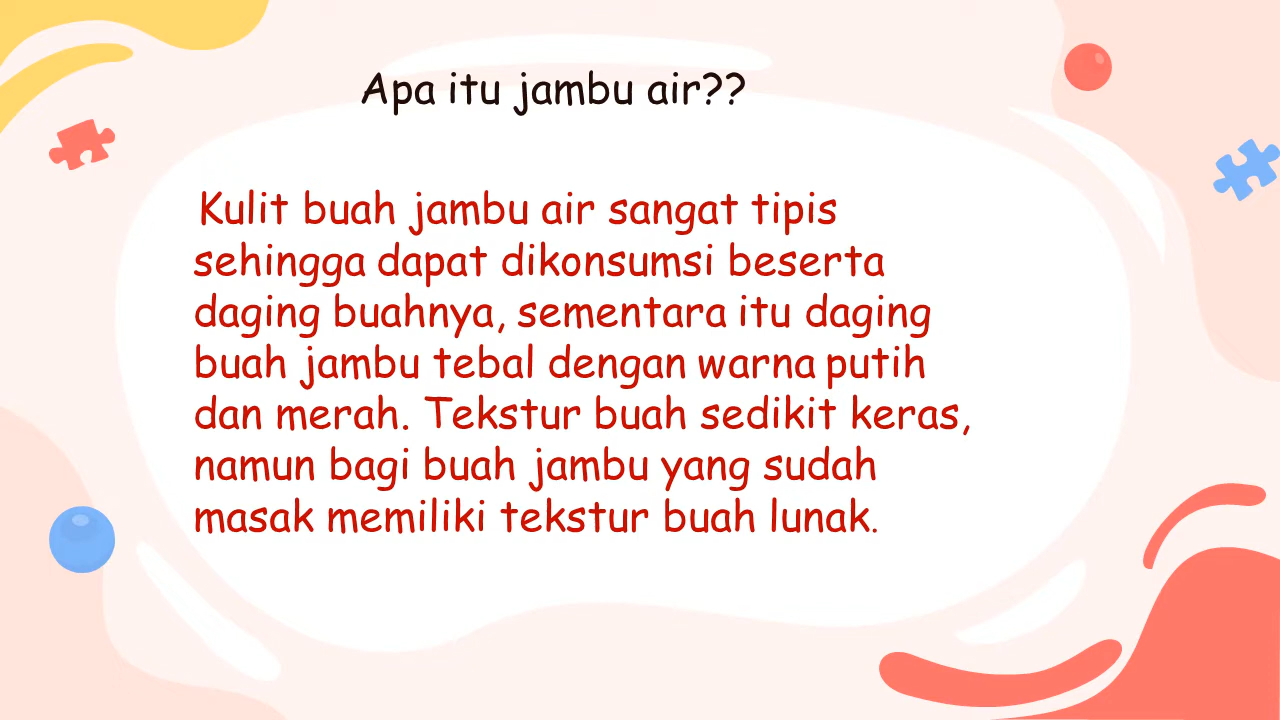 Apa itu jambu air??
Kulit buah jambu air sangat tipis
sehingga dapat dikonsumsi beserta
daging buahnya, sementara itu daging
buah jambu tebal dengan warna putih
dan merah. Tekstur buah sedikit keras,
namun bagi buah jambu yang sudah
masak memiliki tekstur buah lunak.